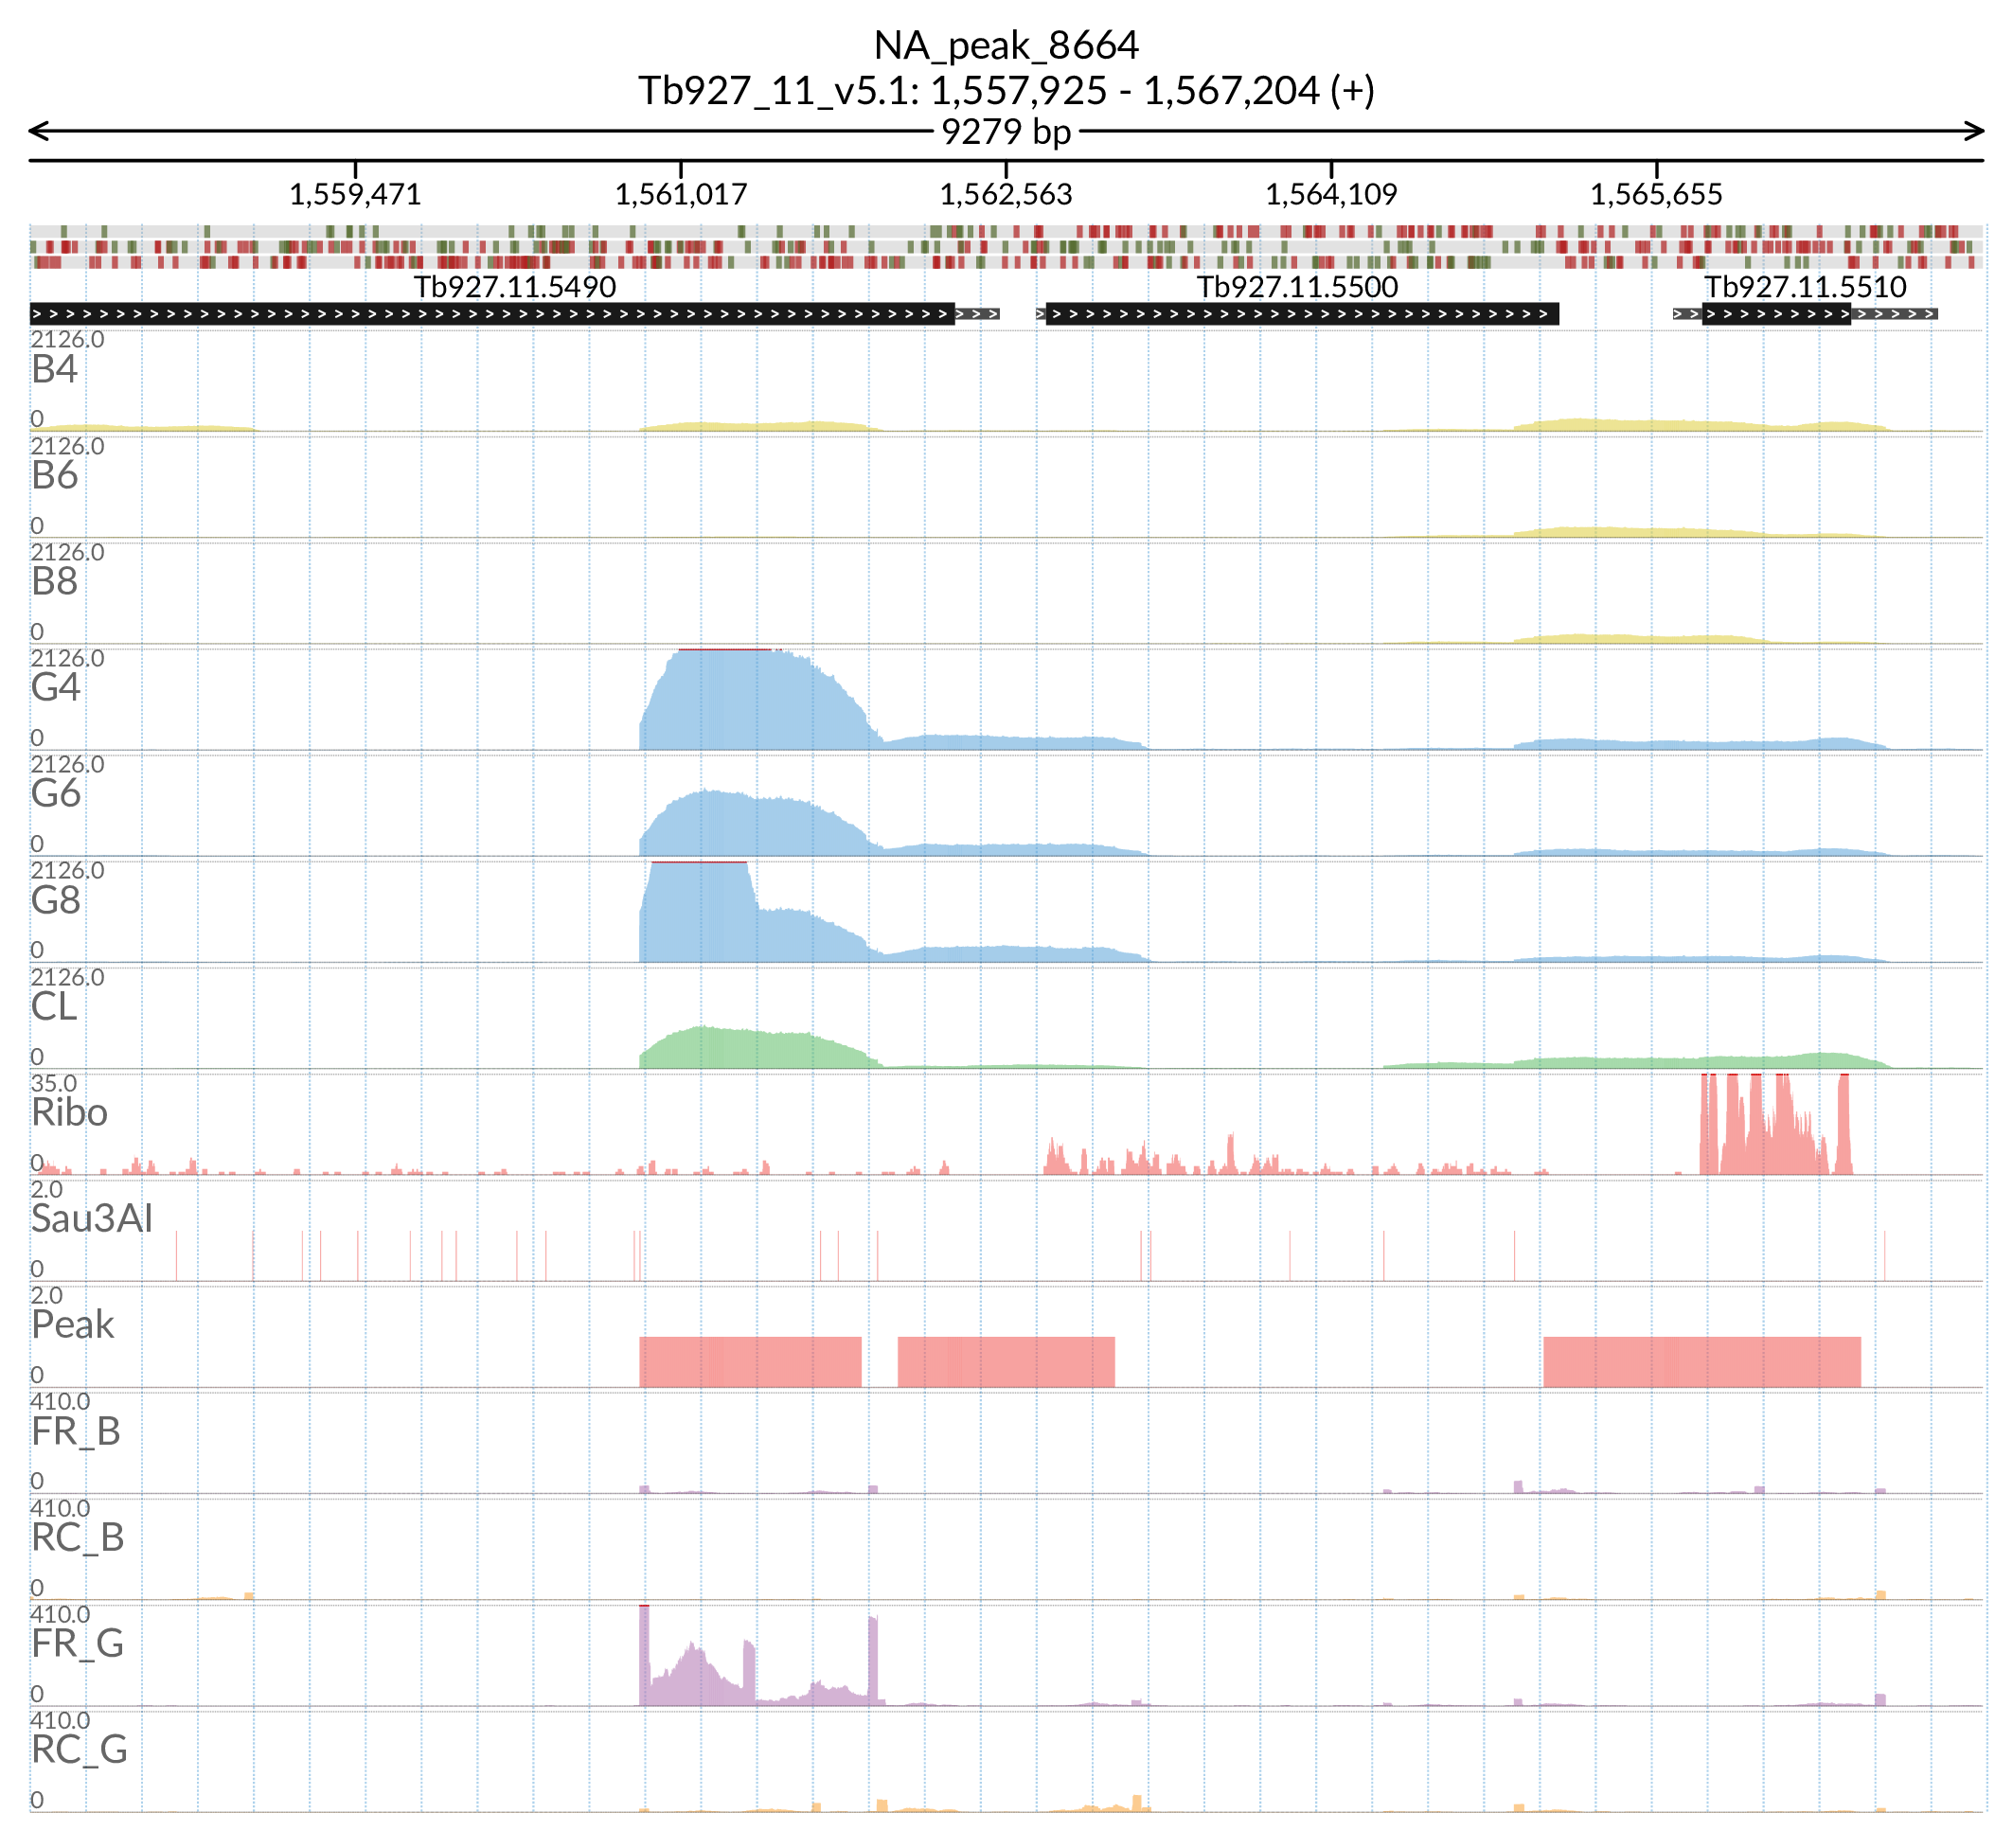 NA_peak_8664
Tb927_11_v5.1: 1,557,925 - 1,567,204 (+)
9279 bp
1,559,471 1,561,017 1,562,563 1,564,109 1,565,655
Tb927.11.5490 Tb927.11.5500 Tb927.11.5510
2126.0
B4
0
2126.0
B6
0
2126.0
B8
0
2126.0
G4
0
2126.0
G6
0
2126.0
G8
0
2126.0
CL
0
35.0
Ribo
0
2.0
Sau3AI
0
2.0
Peak
0
410.0
FR_B
0
410.0
RC_B
0
410.0
FR_G
0
410.0
RC_G
0